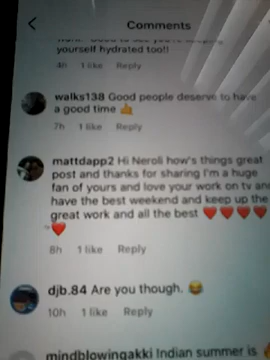 Comments
yourself hydrated too!!
4h 1 like Reply
walks138 Good people deserve to have
a good time 👍
7h 1 like Reply
mattdapp2 Hi Neroli how's things great
post and thanks for sharing I'm a huge
fan of yours and love your work on tv and
have the best weekend and keep up the
great work and all the best ❤️❤️❤️❤️
❤️
8h 1 like Reply
djb.84 Are you though. 😂
10h 1 like Reply
mindblowingakki Indian summer is